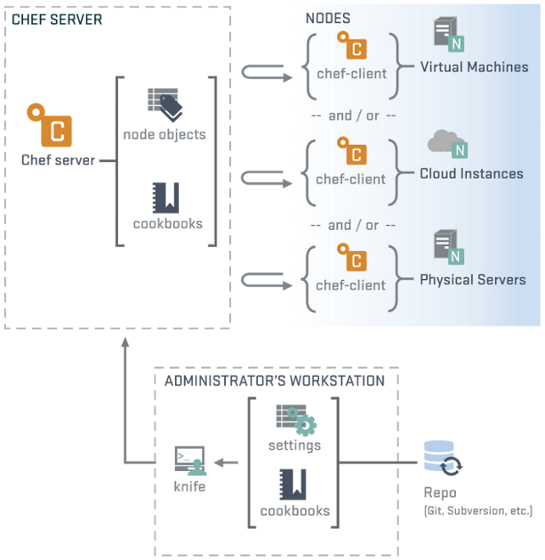 CHEF SERVER
Chef server
C
node objects
cookbooks
NODES
C
chef-client
N
Virtual Machines
-- and / or --
C
chef-client
N
Cloud Instances
-- and / or --
C
chef-client
N
Physical Servers
ADMINISTRATOR'S WORKSTATION
>_
knife
settings
cookbooks
Repo
(Git, Subversion, etc.)